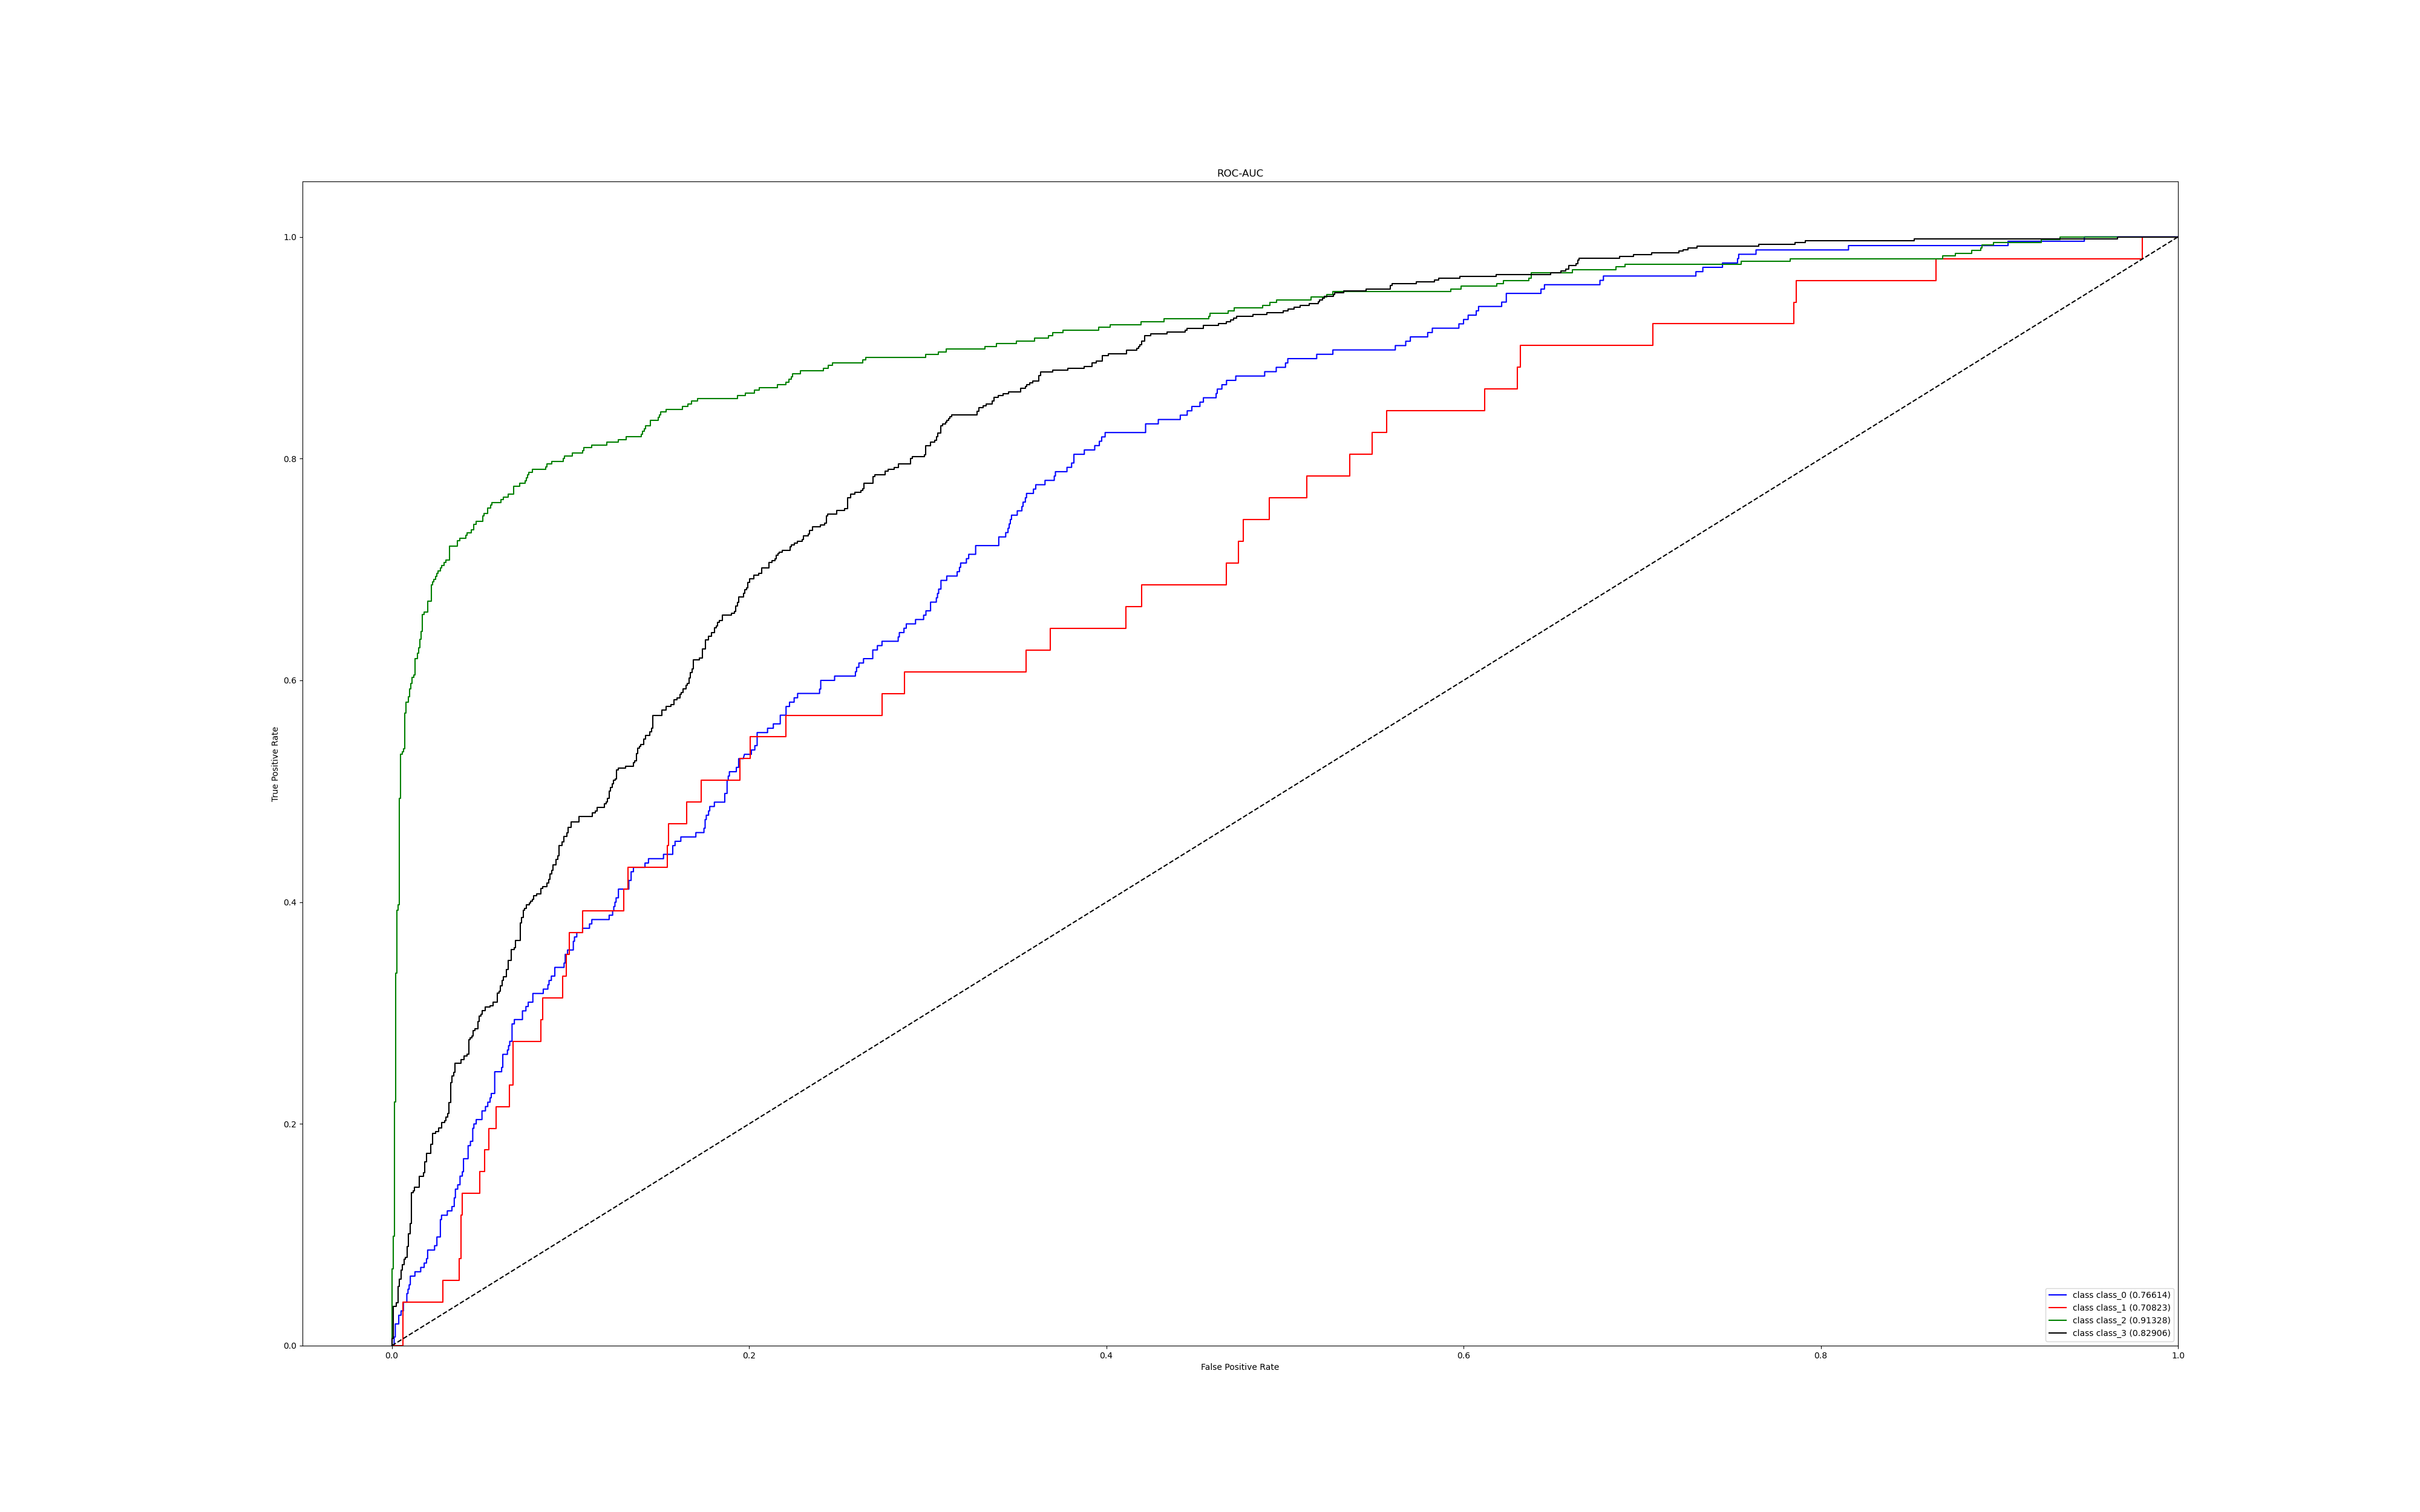 ROC-AUC
1.0
0.8
0.6
0.4
0.2
0.0
True Positive Rate
0.0 0.2 0.4 0.6 0.8 1.0
False Positive Rate
class class_0 (0.76614)
class class_1 (0.70823)
class class_2 (0.91328)
class class_3 (0.82906)